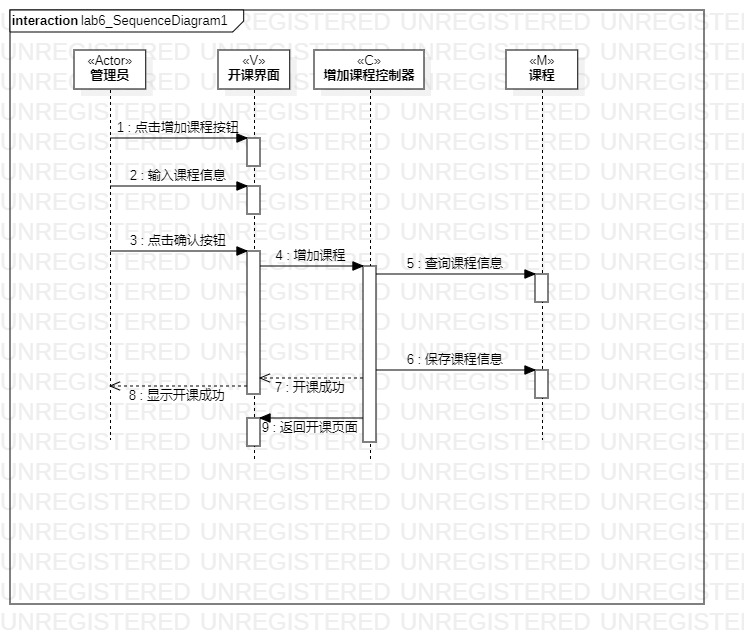 interaction lab6_SequenceDiagram1
«Actor»
管理员
«V»
开课界面
«C»
增加课程控制器
«M»
课程
1 : 点击增加课程按钮
2 : 输入课程信息
3 : 点击确认按钮
4 : 增加课程
5 : 查询课程信息
6 : 保存课程信息
7 : 开课成功
8 : 显示开课成功
9 : 返回开课页面
UNREGISTERED UNREGISTERED UNREGISTERED UNREGISTERED